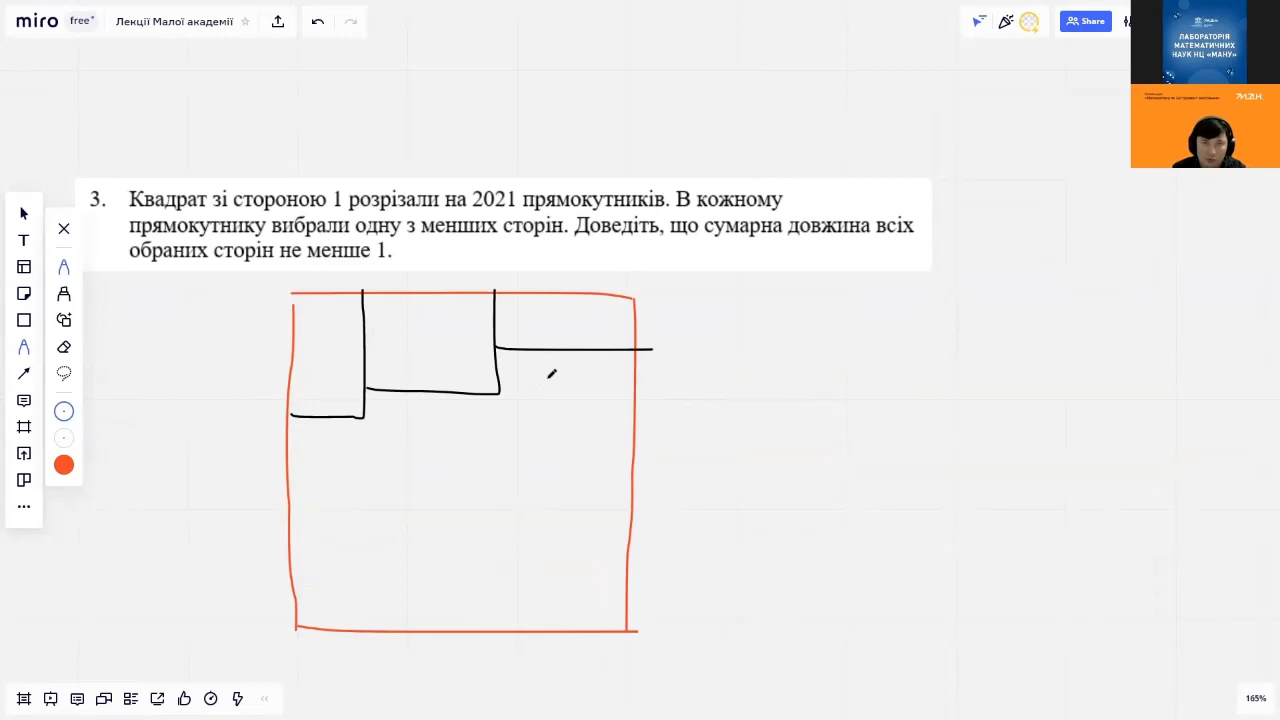 miro
free
Лекції Малої академії
Share
ЛАБОРАТОРІЯ
МАТЕМАТИЧНИХ
НАУК НЦ «МАНУ»
3. Квадрат зі стороною 1 розрізали на 2021 прямокутників. В кожному
прямокутнику вибрали одну з менших сторін. Доведіть, що сумарна довжина всіх
обраних сторін не менше 1.
165%